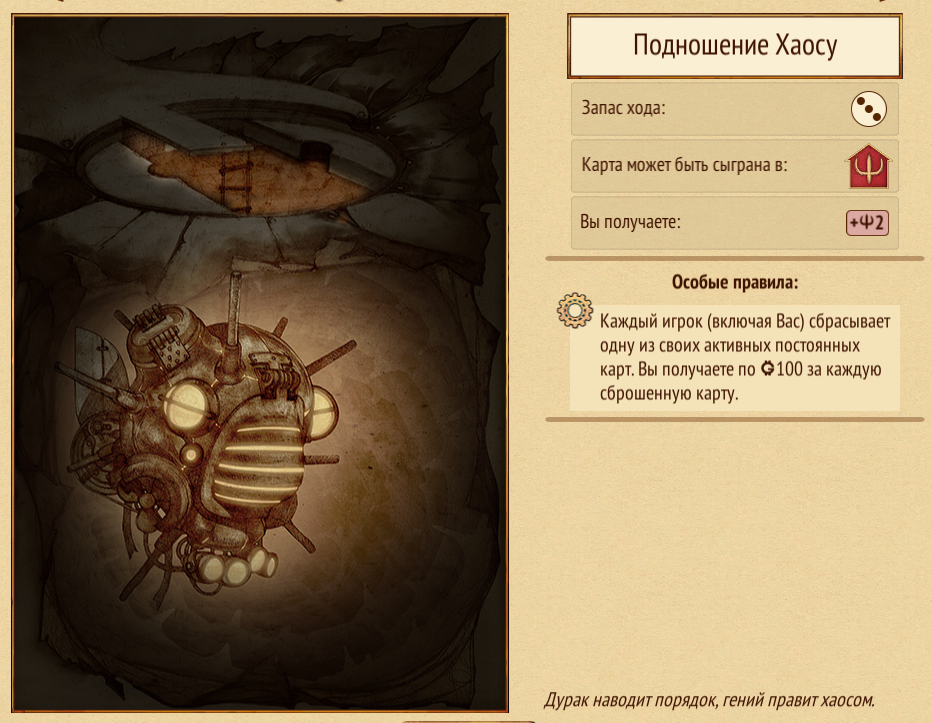 Подношение Хаосу
Запас хода:
Карта может быть сыграна в:
Вы получаете:
+Ψ2
Особые правила:
Каждый игрок (включая Вас) сбрасывает
одну из своих активных постоянных
карт. Вы получаете по 100 за каждую
сброшенную карту.
Дурак наводит порядок, гений правит хаосом.